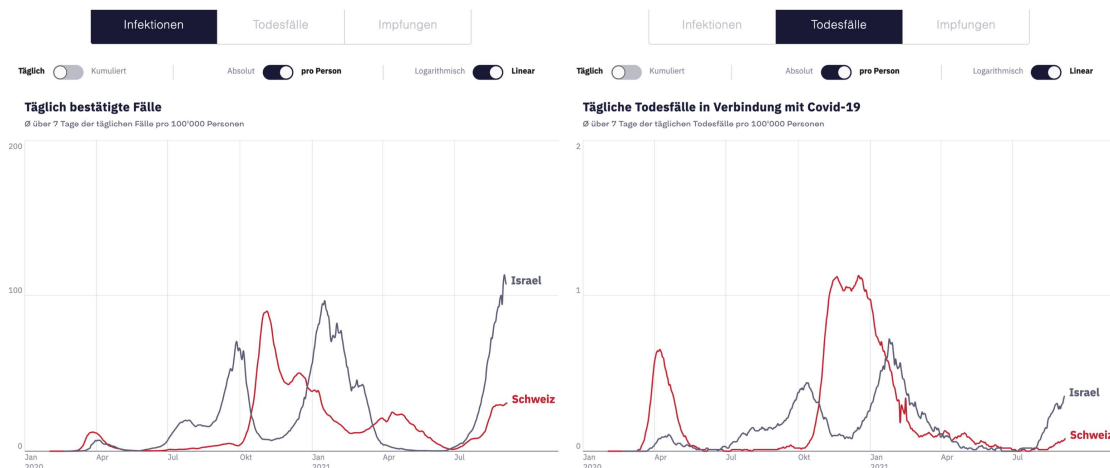 Infektionen Todesfälle Impfungen
Täglich Kumuliert Absolut pro Person Logarithmisch Linear
Täglich bestätigte Fälle
Ø über 7 Tage der täglichen Fälle pro 100'000 Personen
200
100
0
Israel
Schweiz
Jan Apr Jul Okt Jan Apr Jul
2020 2021
Infektionen Todesfälle Impfungen
Täglich Kumuliert Absolut pro Person Logarithmisch Linear
Tägliche Todesfälle in Verbindung mit Covid-19
Ø über 7 Tage der täglichen Todesfälle pro 100'000 Personen
2
1
0
Israel
Schweiz
Jan Apr Jul Okt Jan Apr Jul
2020 2021